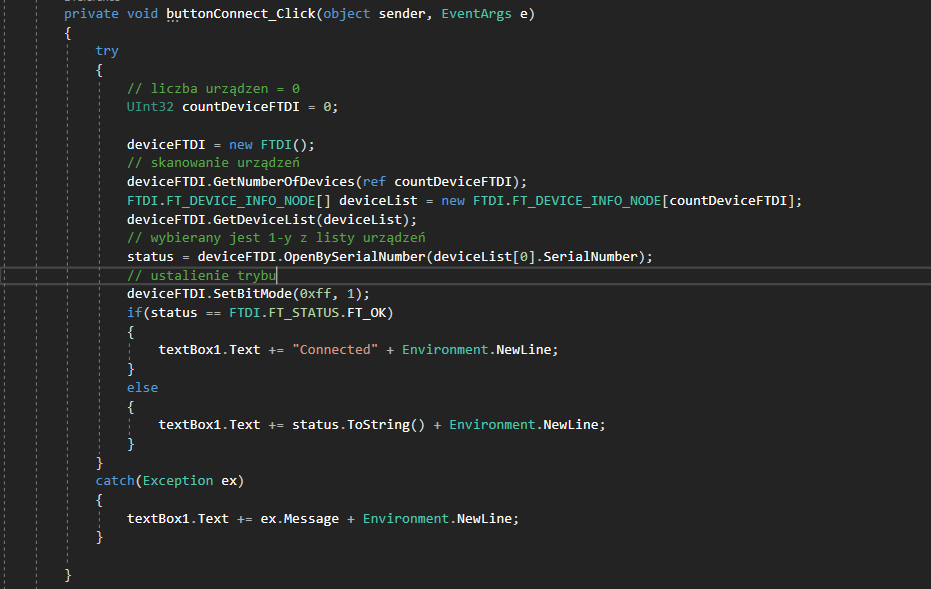 private void buttonConnect_Click(object sender, EventArgs e)
{
try
{
// liczba urządzen = 0
UInt32 countDeviceFTDI = 0;
deviceFTDI = new FTDI();
// skanowanie urządzeń
deviceFTDI.GetNumberOfDevices(ref countDeviceFTDI);
FTDI.FT_DEVICE_INFO_NODE[] deviceList = new FTDI.FT_DEVICE_INFO_NODE[countDeviceFTDI];
deviceFTDI.GetDeviceList(deviceList);
// wybierany jest 1-y z listy urządzeń
status = deviceFTDI.OpenBySerialNumber(deviceList[0].SerialNumber);
// ustalienie trybu
deviceFTDI.SetBitMode(0xff, 1);
if(status == FTDI.FT_STATUS.FT_OK)
{
textBox1.Text += "Connected" + Environment.NewLine;
}
else
{
textBox1.Text += status.ToString() + Environment.NewLine;
}
}
catch(Exception ex)
{
textBox1.Text += ex.Message + Environment.NewLine;
}
}